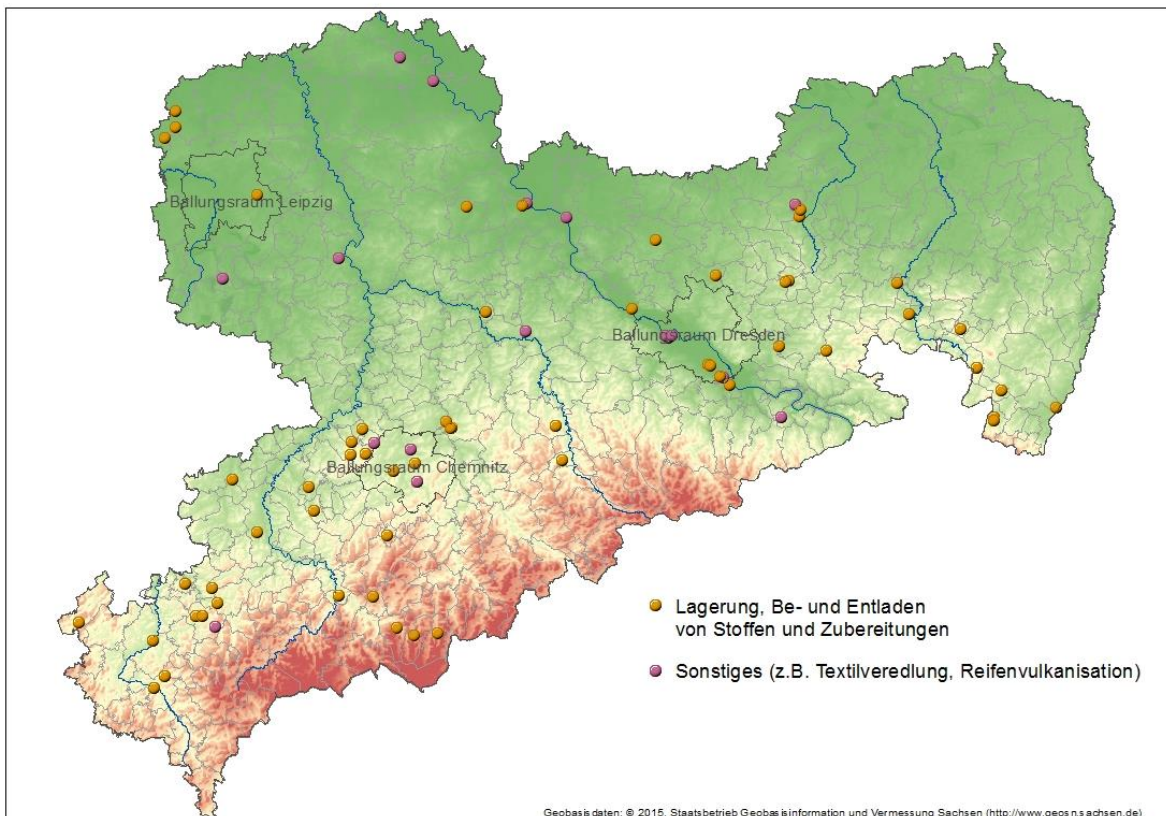 Ballungsraum Leipzig
Ballungsraum Dresden
Ballungsraum Chemnitz
Lagerung, Be- und Entladen
von Stoffen und Zubereitungen
Sonstiges (z.B. Textilveredlung, Reifenvulkanisation)
Geobasisdaten: © 2015, Staatsbetrieb Geobasisinformation und Vermessung Sachsen (http://www.geosn.sachsen.de)